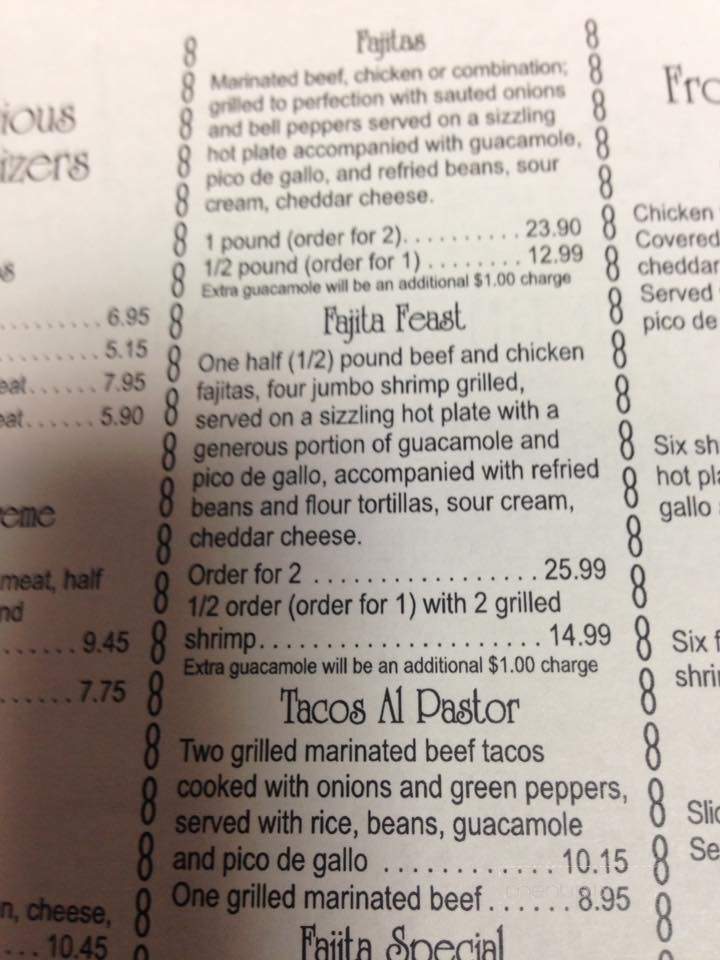 ious
izers
6.95
5.15
eat...... 7.95
eat...... 5.90
eme
meat, half
nd
9.45
7.75
n, cheese,
10.45
Fajitas
Marinated beef, chicken or combination;
grilled to perfection with sauted onions
and bell peppers served on a sizzling
hot plate accompanied with guacamole,
pico de gallo, and refried beans, sour
cream, cheddar cheese.
1 pound (order for 2).......... 23.90
1/2 pound (order for 1) ........ 12.99
Extra guacamole will be an additional $1.00 charge
Fajita Feast
One half (1/2) pound beef and chicken
fajitas, four jumbo shrimp grilled,
served on a sizzling hot plate with a
generous portion of guacamole and
pico de gallo, accompanied with refried
beans and flour tortillas, sour cream,
cheddar cheese.
Order for 2 ................. 25.99
1/2 order (order for 1) with 2 grilled
shrimp..................... 14.99
Extra guacamole will be an additional $1.00 charge
Tacos Al Pastor
Two grilled marinated beef tacos
cooked with onions and green peppers,
served with rice, beans, guacamole
and pico de gallo ............ 10.15
One grilled marinated beef...... 8.95
Fajita Special
Fro
Chicken
Covered
cheddar
Served
pico de
Six sh
hot pla
gallo
Six f
shri
Slic
Se